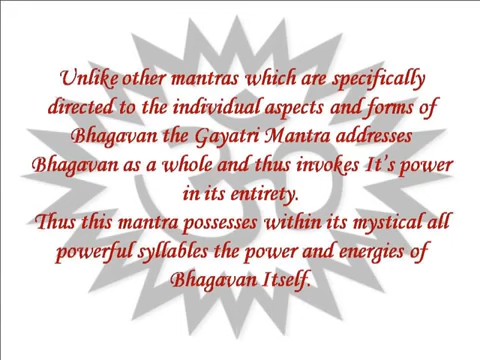 Unlike other mantras which are specifically
directed to the individual aspects and forms of
Bhagavan the Gayatri Mantra addresses
Bhagavan as a whole and thus invokes It's power
in its entirety.
Thus this mantra possesses within its mystical all
powerful syllables the power and energies of
Bhagavan Itself.
ॐ